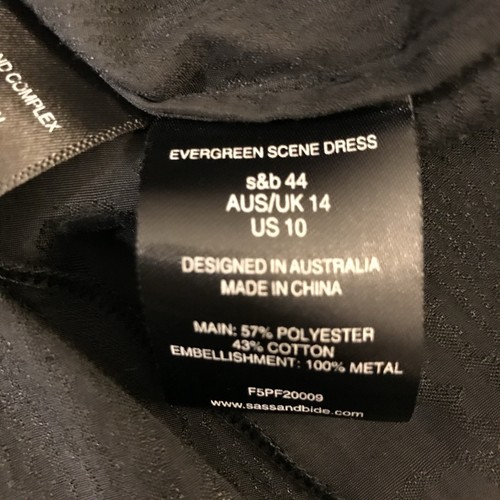 COMPLEX
EVERGREEN SCENE DRESS
s&b 44
AUS/UK 14
US 10
DESIGNED IN AUSTRALIA
MADE IN CHINA
MAIN: 57% POLYESTER
43% COTTON
EMBELLISHMENT: 100% METAL
F5PF20009
www.sassandbide.com